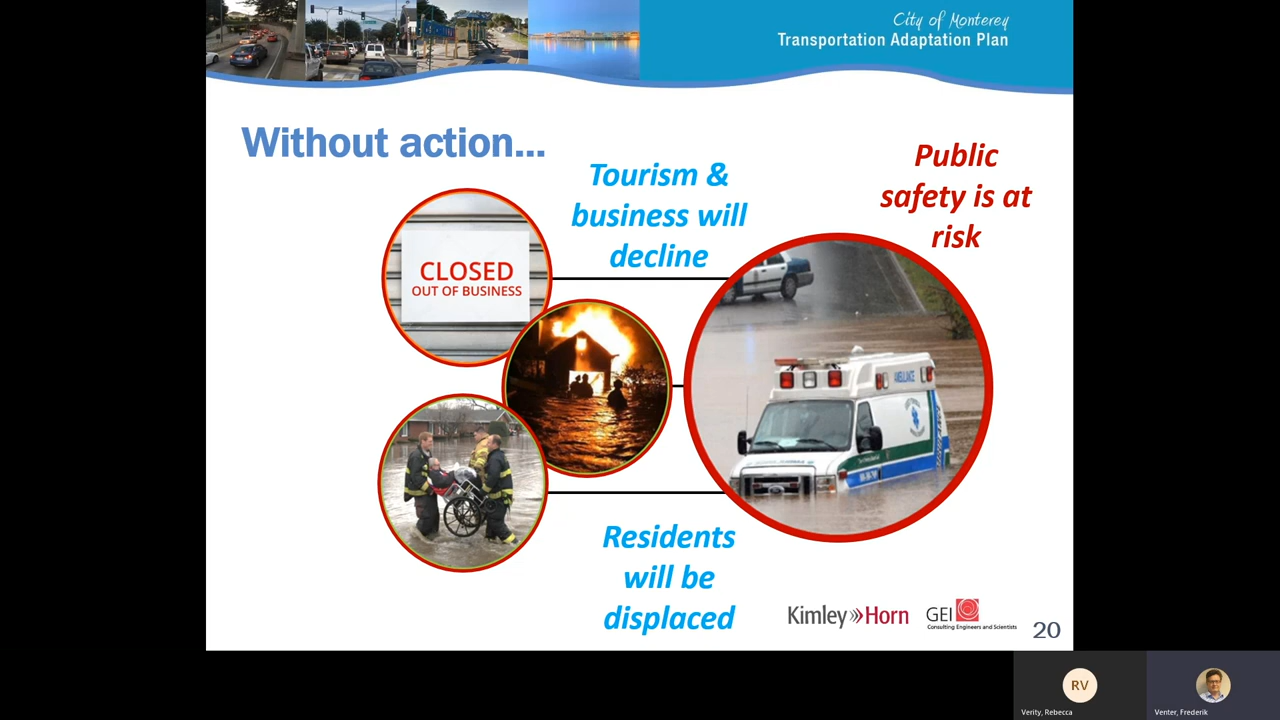 City of Monterey
Transportation Adaptation Plan
Without action...
Tourism &
business will
decline
Public
safety is at
risk
CLOSED
OUT OF BUSINESS
AMBULANCE
Residents
will be
displaced
Kimley»Horn
GEI
Consulting Engineers and Scientists
20
RV
Verity, Rebecca
Venter, Frederik